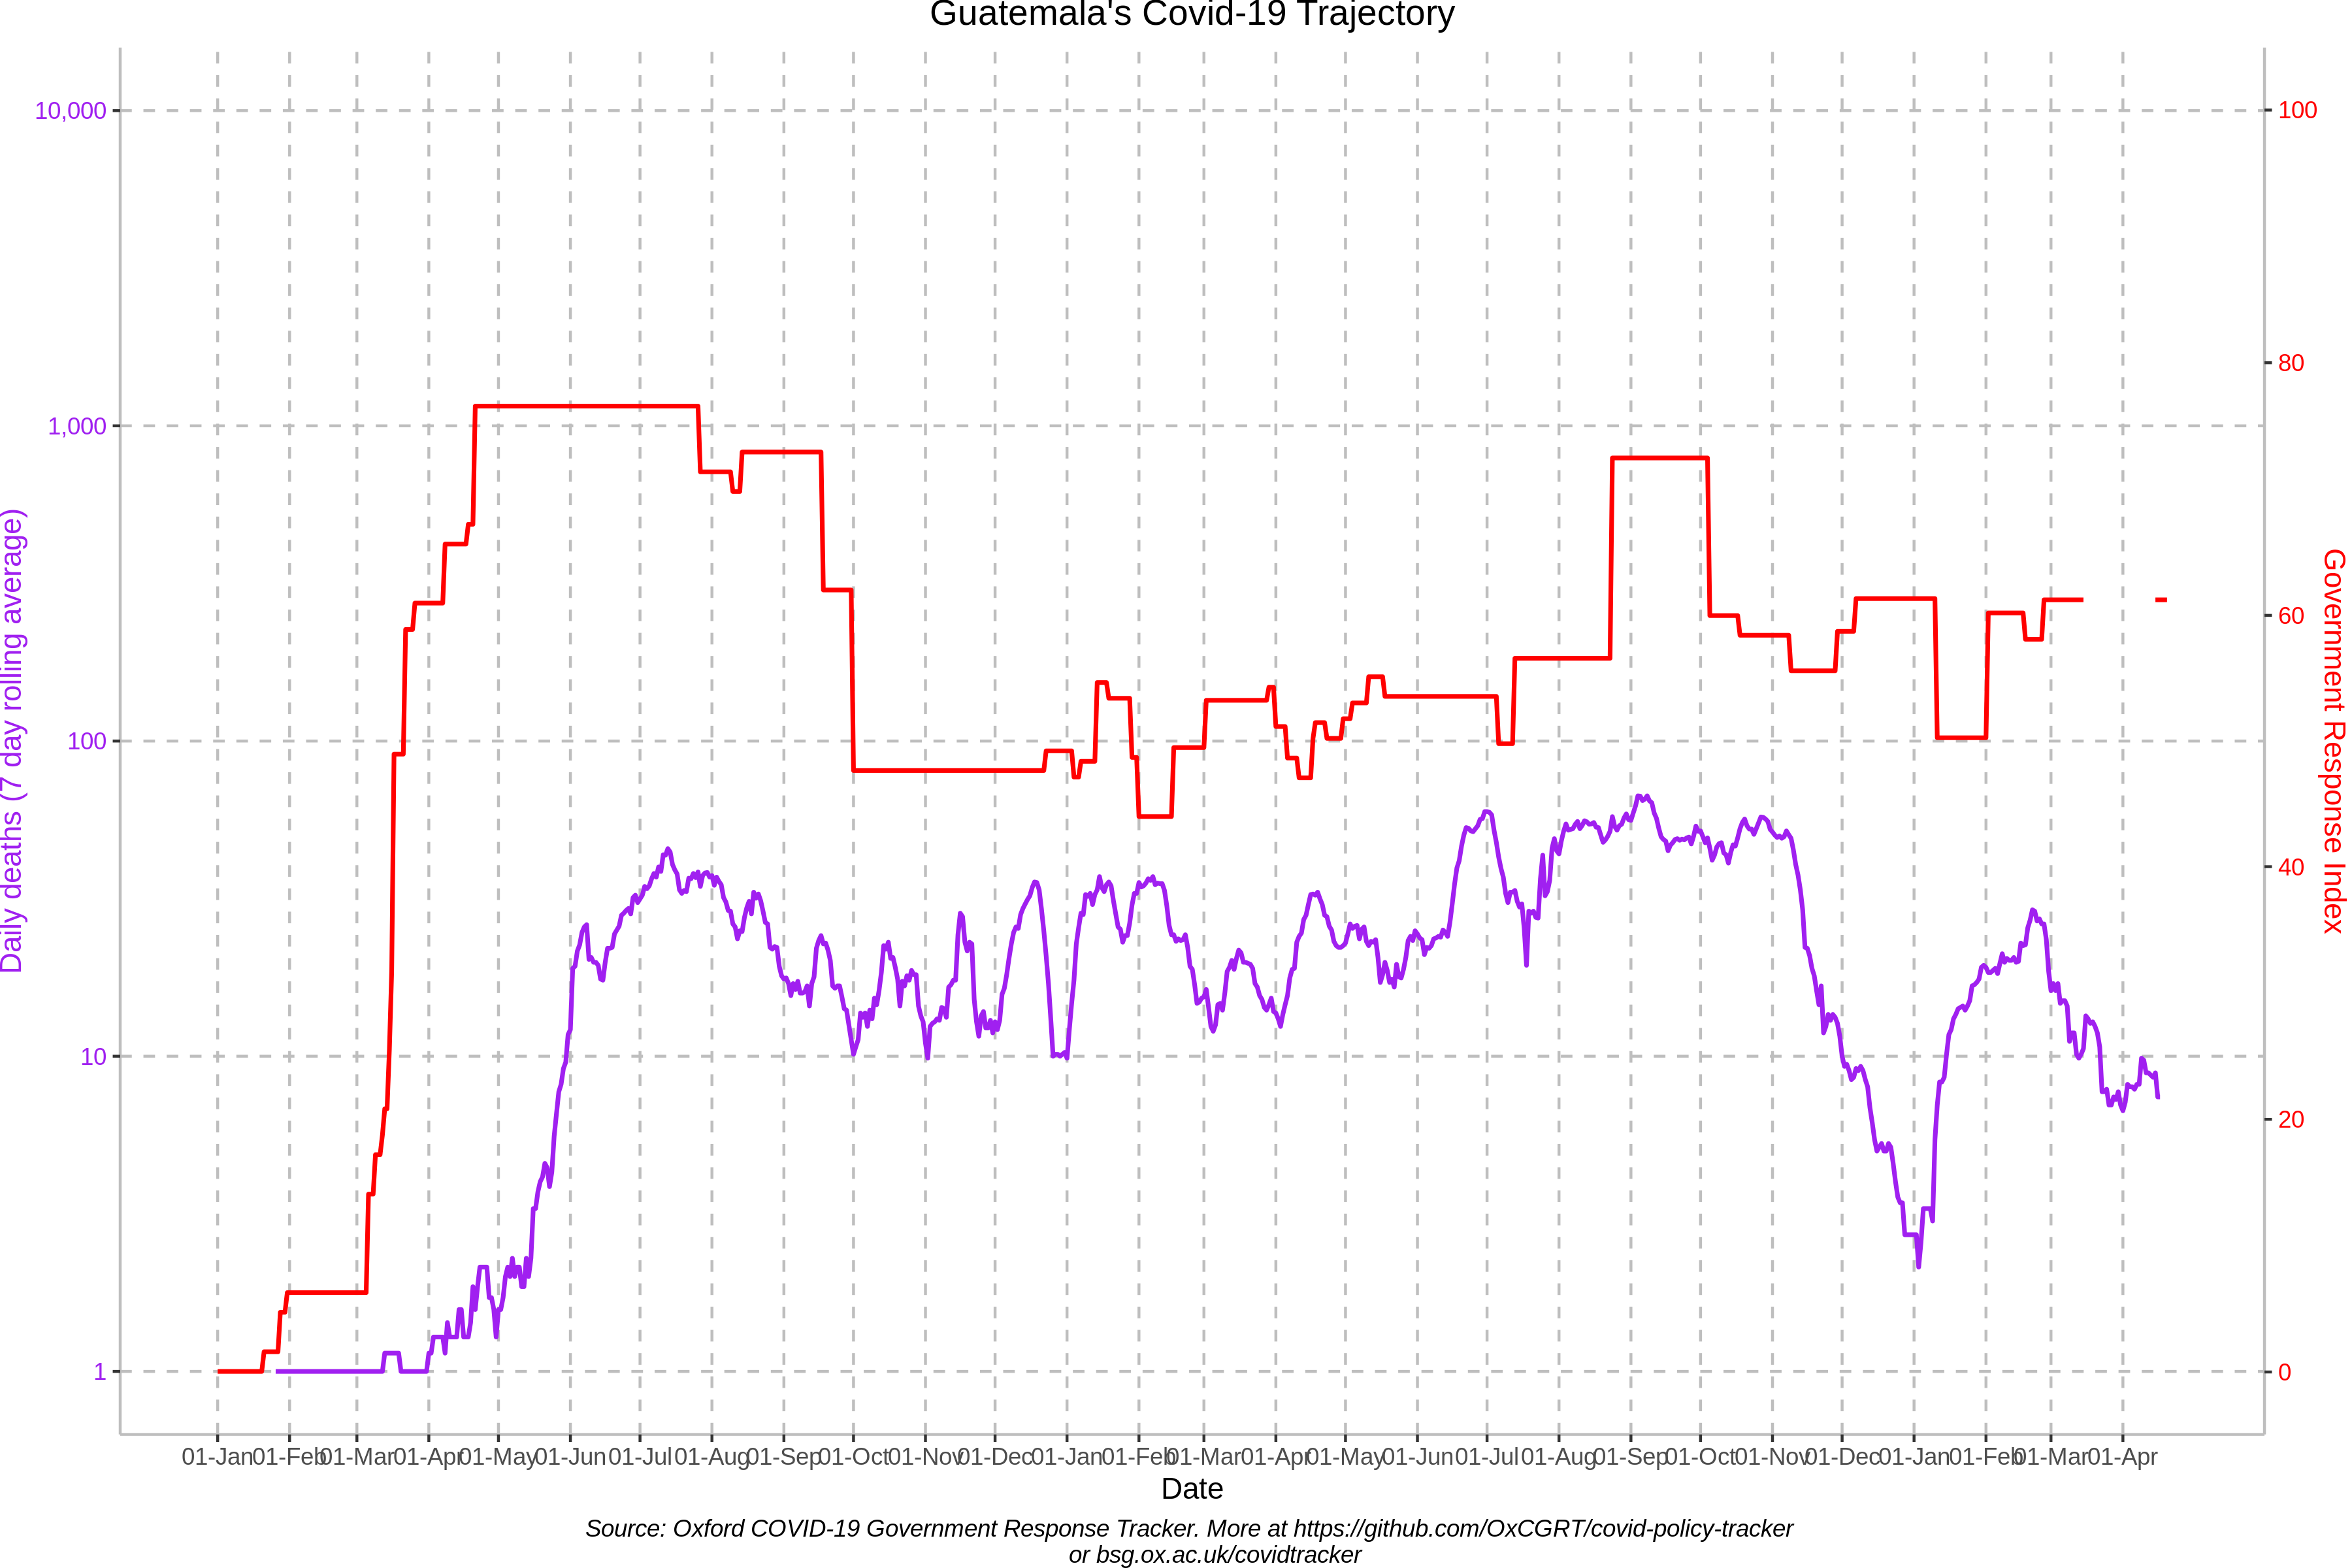 Guatemala's Covid-19 Trajectory
10,000
1,000
100
10
1
Daily deaths (7 day rolling average)
100
80
60
40
20
0
Government Response Index
01-Jan 01-Feb 01-Mar 01-Apr 01-May 01-Jun 01-Jul 01-Aug 01-Sep 01-Oct 01-Nov 01-Dec 01-Jan 01-Feb 01-Mar 01-Apr 01-May 01-Jun 01-Jul 01-Aug 01-Sep 01-Oct 01-Nov 01-Dec 01-Jan 01-Feb 01-Mar 01-Apr
Date
Source: Oxford COVID-19 Government Response Tracker. More at https://github.com/OxCGRT/covid-policy-tracker
or bsg.ox.ac.uk/covidtracker